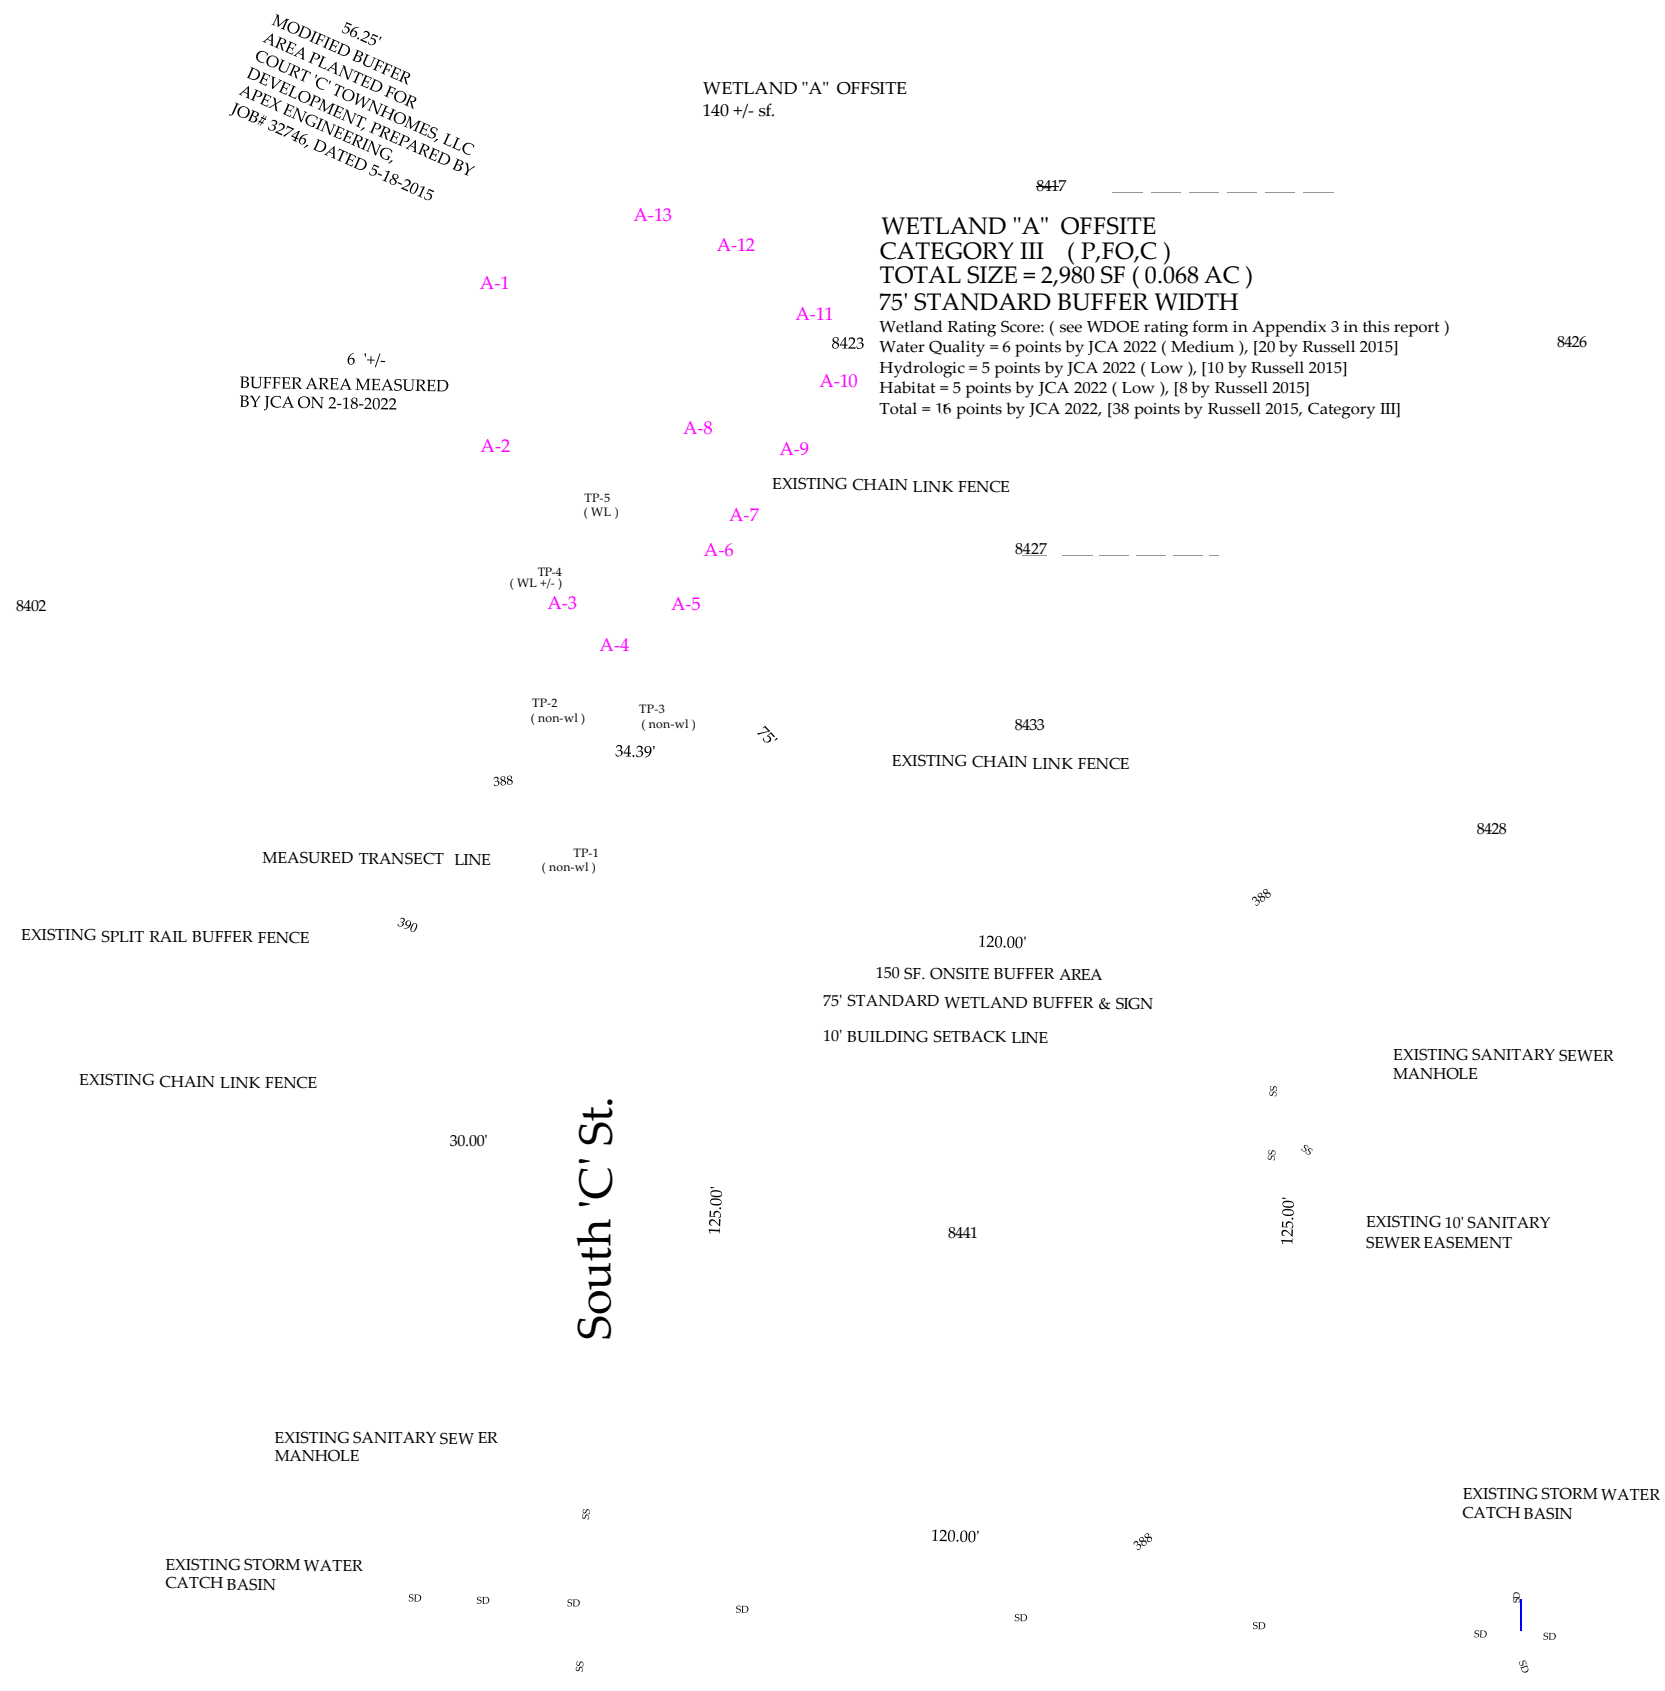 56.25'
MODIFIED BUFFER
AREA PLANTED FOR
COURT 'C' TOWNHOMES, LLC
DEVELOPMENT, PREPARED BY
APEX ENGINEERING,
JOB# 32746, DATED 5-18-2015
WETLAND "A" OFFSITE
140 +/- sf.
8417
A-13
A-12
A-1
A-11
WETLAND "A" OFFSITE
CATEGORY III ( P,FO,C )
TOTAL SIZE = 2,980 SF ( 0.068 AC )
75' STANDARD BUFFER WIDTH
Wetland Rating Score: ( see WDOE rating form in Appendix 3 in this report )
Water Quality = 6 points by JCA 2022 ( Medium ), [20 by Russell 2015]
Hydrologic = 5 points by JCA 2022 ( Low ), [10 by Russell 2015]
Habitat = 5 points by JCA 2022 ( Low ), [8 by Russell 2015]
Total = 16 points by JCA 2022, [38 points by Russell 2015, Category III]
8423
8426
6 '+/-
BUFFER AREA MEASURED
BY JCA ON 2-18-2022
A-10
A-8
A-2
A-9
EXISTING CHAIN LINK FENCE
TP-5
( WL )
A-7
A-6
8427
TP-4
( WL +/- )
A-3
A-5
8402
A-4
TP-2
( non-wl )
TP-3
( non-wl )
75'
8433
34.39'
EXISTING CHAIN LINK FENCE
388
8428
MEASURED TRANSECT LINE
TP-1
( non-wl )
388
390
EXISTING SPLIT RAIL BUFFER FENCE
120.00'
150 SF. ONSITE BUFFER AREA
75' STANDARD WETLAND BUFFER & SIGN
10' BUILDING SETBACK LINE
EXISTING SANITARY SEWER
MANHOLE
EXISTING CHAIN LINK FENCE
SS
30.00'
South 'C' St.
SS
SS
125.00'
8441
125.00'
EXISTING 10' SANITARY
SEWER EASEMENT
EXISTING SANITARY SEW ER
MANHOLE
EXISTING STORM WATER
CATCH BASIN
SS
120.00'
388
EXISTING STORM WATER
CATCH BASIN
SD
SD
SD
SD
SD
SD
SD
SD
SD
SS
SD